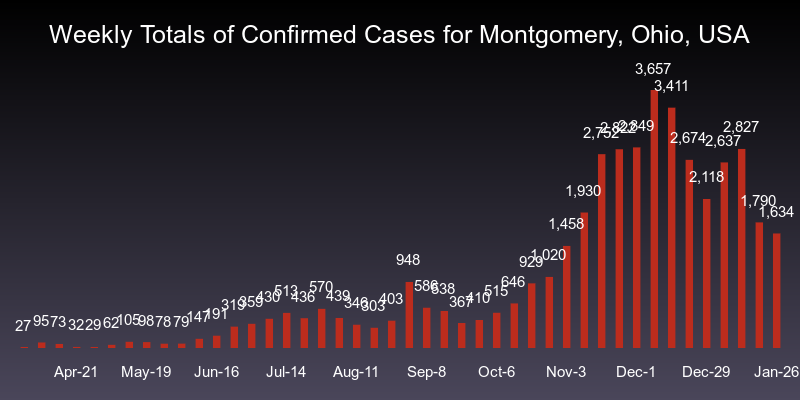 Weekly Totals of Confirmed Cases for Montgomery, Ohio, USA
27 95 73 32 29 62 105 98 78 79 147 191 319 359 430 513 436 570 439 346 303 403 948 586 538 367 410 515 646 929 1,020 1,458 1,930 2,752 2,822 2,849 3,657 3,411 2,674 2,118 2,637 2,827 1,790 1,634
Apr-21 May-19 Jun-16 Jul-14 Aug-11 Sep-8 Oct-6 Nov-3 Dec-1 Dec-29 Jan-26